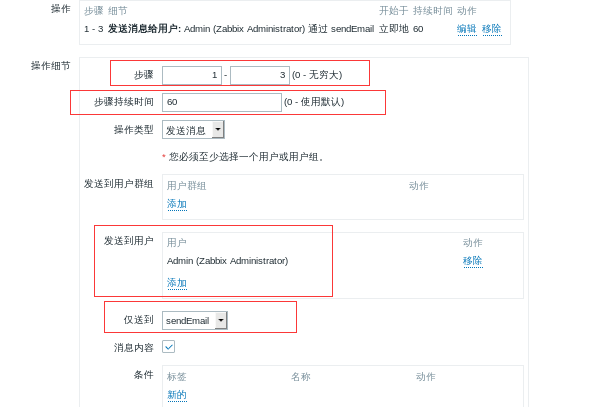 操作 步骤 细节 开始于 持续时间 动作
1 - 3 发送消息给用户: Admin (Zabbix Administrator) 通过 sendEmail 立即地 60 编辑 移除
操作细节
步骤 1 - 3 (0 - 无穷大)
步骤持续时间 60 (0 - 使用默认)
操作类型 发送消息
* 您必须至少选择一个用户或用户组。
发送到用户群组 用户群组 动作
添加
发送到用户 用户 动作
Admin (Zabbix Administrator) 移除
添加
仅送到 sendEmail
消息内容
条件 标签 名称 动作
新的